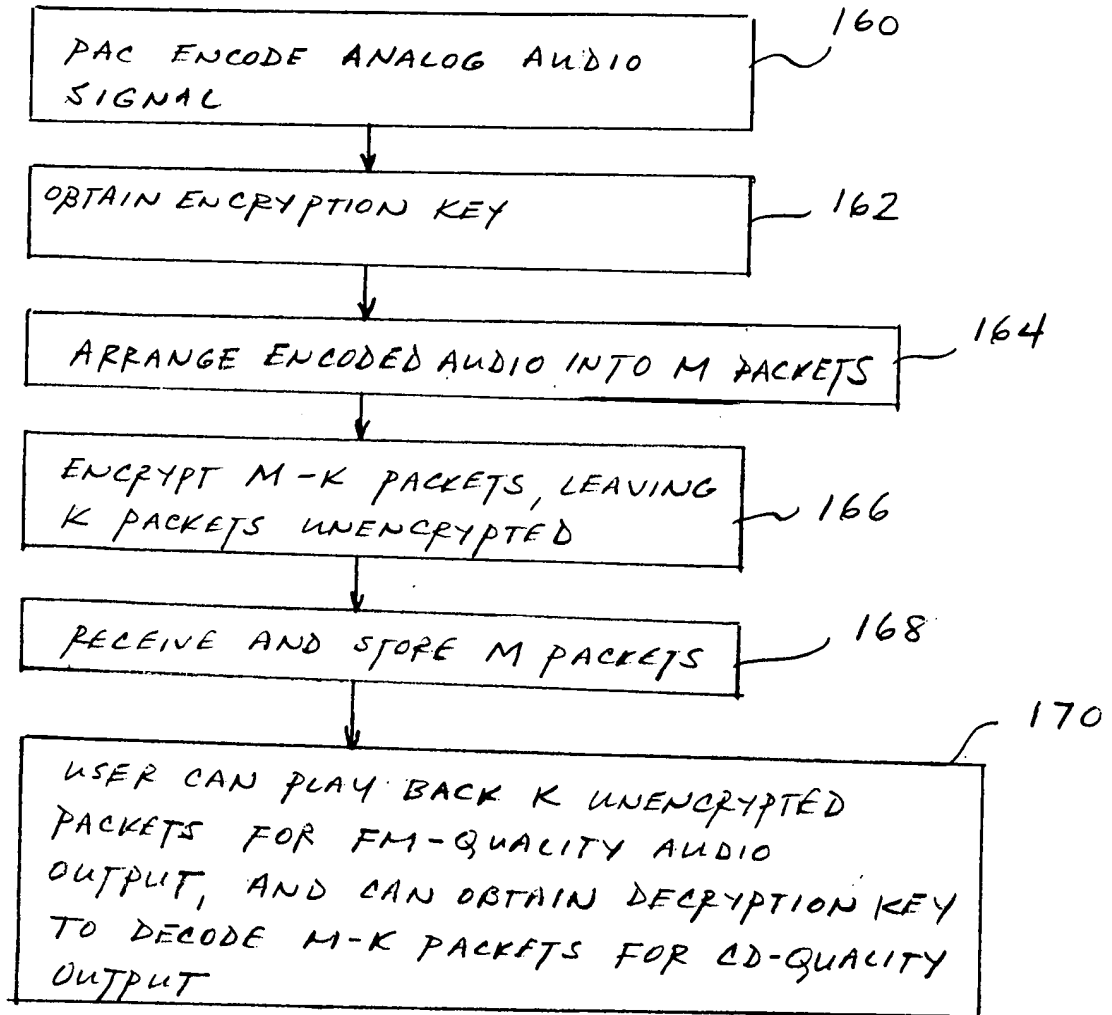 PAC ENCODE ANALOG AUDIO
SIGNAL
160
OBTAIN ENCRYPTION KEY
162
ARRANGE ENCODED AUDIO INTO M PACKETS
164
ENCRYPT M-K PACKETS, LEAVING
K PACKETS UNENCRYPTED
166
RECEIVE AND STORE M PACKETS
168
170
USER CAN PLAY BACK K UNENCRYPTED
PACKETS FOR FM-QUALITY AUDIO
OUTPUT, AND CAN OBTAIN DECRYPTION KEY
TO DECODE M-K PACKETS FOR CD-QUALITY
OUTPUT